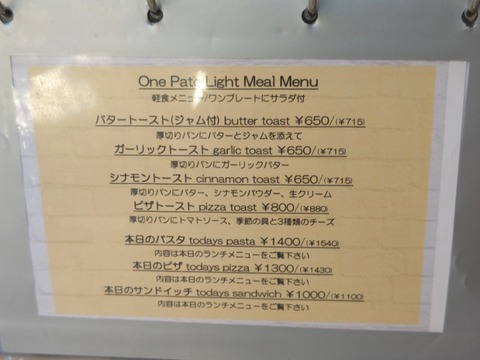 One Pate Light Meal Menu
軽食メニュー/ワンプレートにサラダ付
バタートースト(ジャム付) butter toast ¥650/(¥715)
厚切りパンにバターとジャムを添えて
ガーリックトースト garlic toast ¥650/(¥715)
厚切りパンにガーリックバター
シナモントースト cinnamon toast ¥650/(¥715)
厚切りパンにバター、シナモンパウダー、生クリーム
ピザトースト pizza toast ¥800/(¥880)
厚切りパンにトマトソース、季節の具と3種類のチーズ
本日のパスタ todays pasta ¥1400/(¥1540)
内容は本日のランチメニューをご覧下さい
本日のピザ todays pizza ¥1300/(¥1430)
内容は本日のランチメニューをご覧下さい
本日のサンドイッチ todays sandwich ¥1000/(¥1100)
内容は本日のランチメニューをご覧下さい